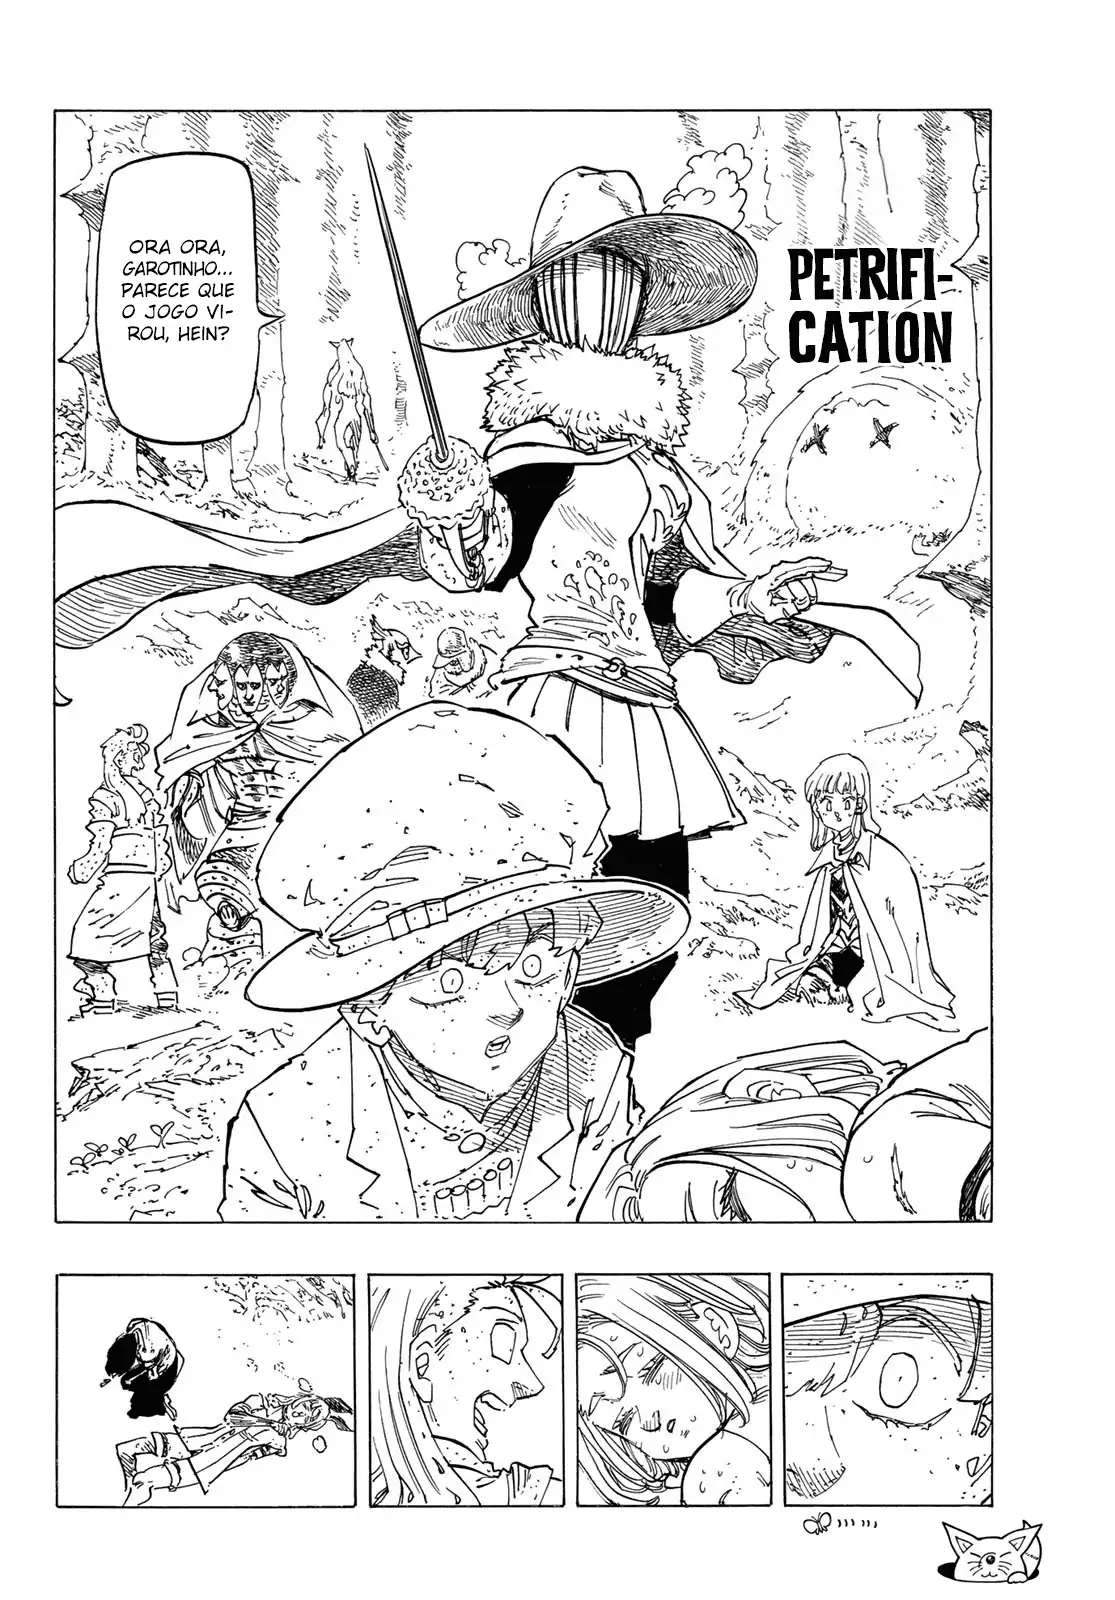 ORA ORA,
GAROTINHO...
PARECE QUE
O JOGO VI-
ROU, HEIN?
PETRIFI-
CATION